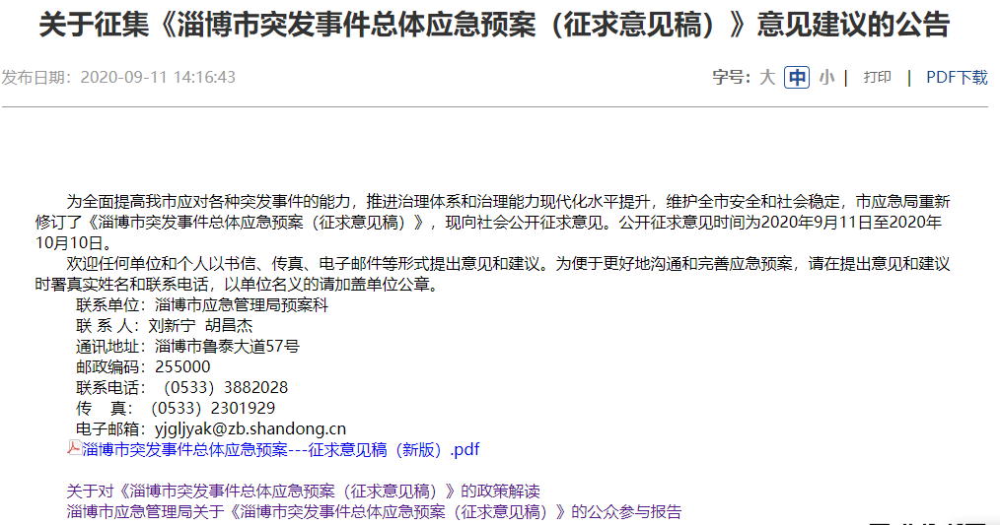 关于征集《淄博市突发事件总体应急预案（征求意见稿）》意见建议的公告
发布日期：2020-09-11 14:16:43 字号：大 中 小 | 打印 | PDF下载
为全面提高我市应对各种突发事件的能力，推进治理体系和治理能力现代化水平提升，维护全市安全和社会稳定，市应急局重新
修订了《淄博市突发事件总体应急预案（征求意见稿）》，现向社会公开征求意见。公开征求意见时间为2020年9月11日至2020年
10月10日。
欢迎任何单位和个人以书信、传真、电子邮件等形式提出意见和建议。为便于更好地沟通和完善应急预案，请在提出意见和建议
时署真实姓名和联系电话，以单位名义的请加盖单位公章。
联系单位：淄博市应急管理局预案科
联 系 人：刘新宁 胡昌杰
通讯地址：淄博市鲁泰大道57号
邮政编码：255000
联系电话：（0533）3882028
传 真：（0533）2301929
电子邮箱：yjgljyak@zb.shandong.cn
淄博市突发事件总体应急预案---征求意见稿（新版）.pdf
关于对《淄博市突发事件总体应急预案（征求意见稿）》的政策解读
淄博市应急管理局关于《淄博市突发事件总体应急预案（征求意见稿）》的公众参与报告